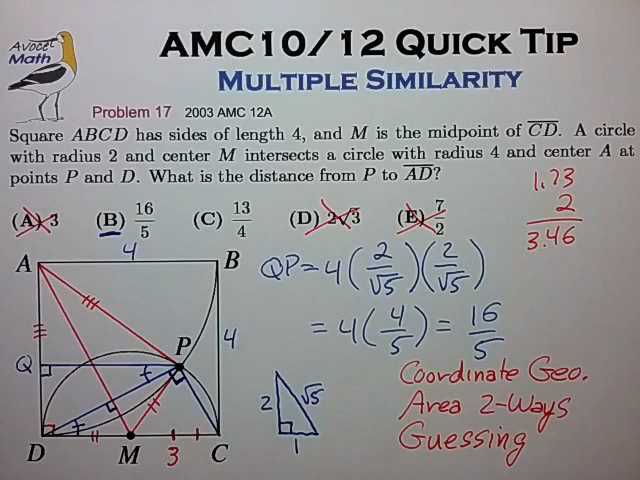 Avocet
Math
AMC10/12 QUICK TIP
MULTIPLE SIMILARITY
Problem 17 2003 AMC 12A
Square ABCD has sides of length 4, and M is the midpoint of C̅D̅. A circle
with radius 2 and center M intersects a circle with radius 4 and center A at
points P and D. What is the distance from P to A̅D̅?
1.73
2
3.46
(A) 3 (B) 16/5 (C) 13/4 (D) 2√3 (E) 7/2
4
A B
QP = 4(2/√5)(2/√5)
= 4(4/5) = 16/5
P 4
Q
2 √5
1
D M 3 C
Coordinate Geo.
Area 2-Ways
Guessing